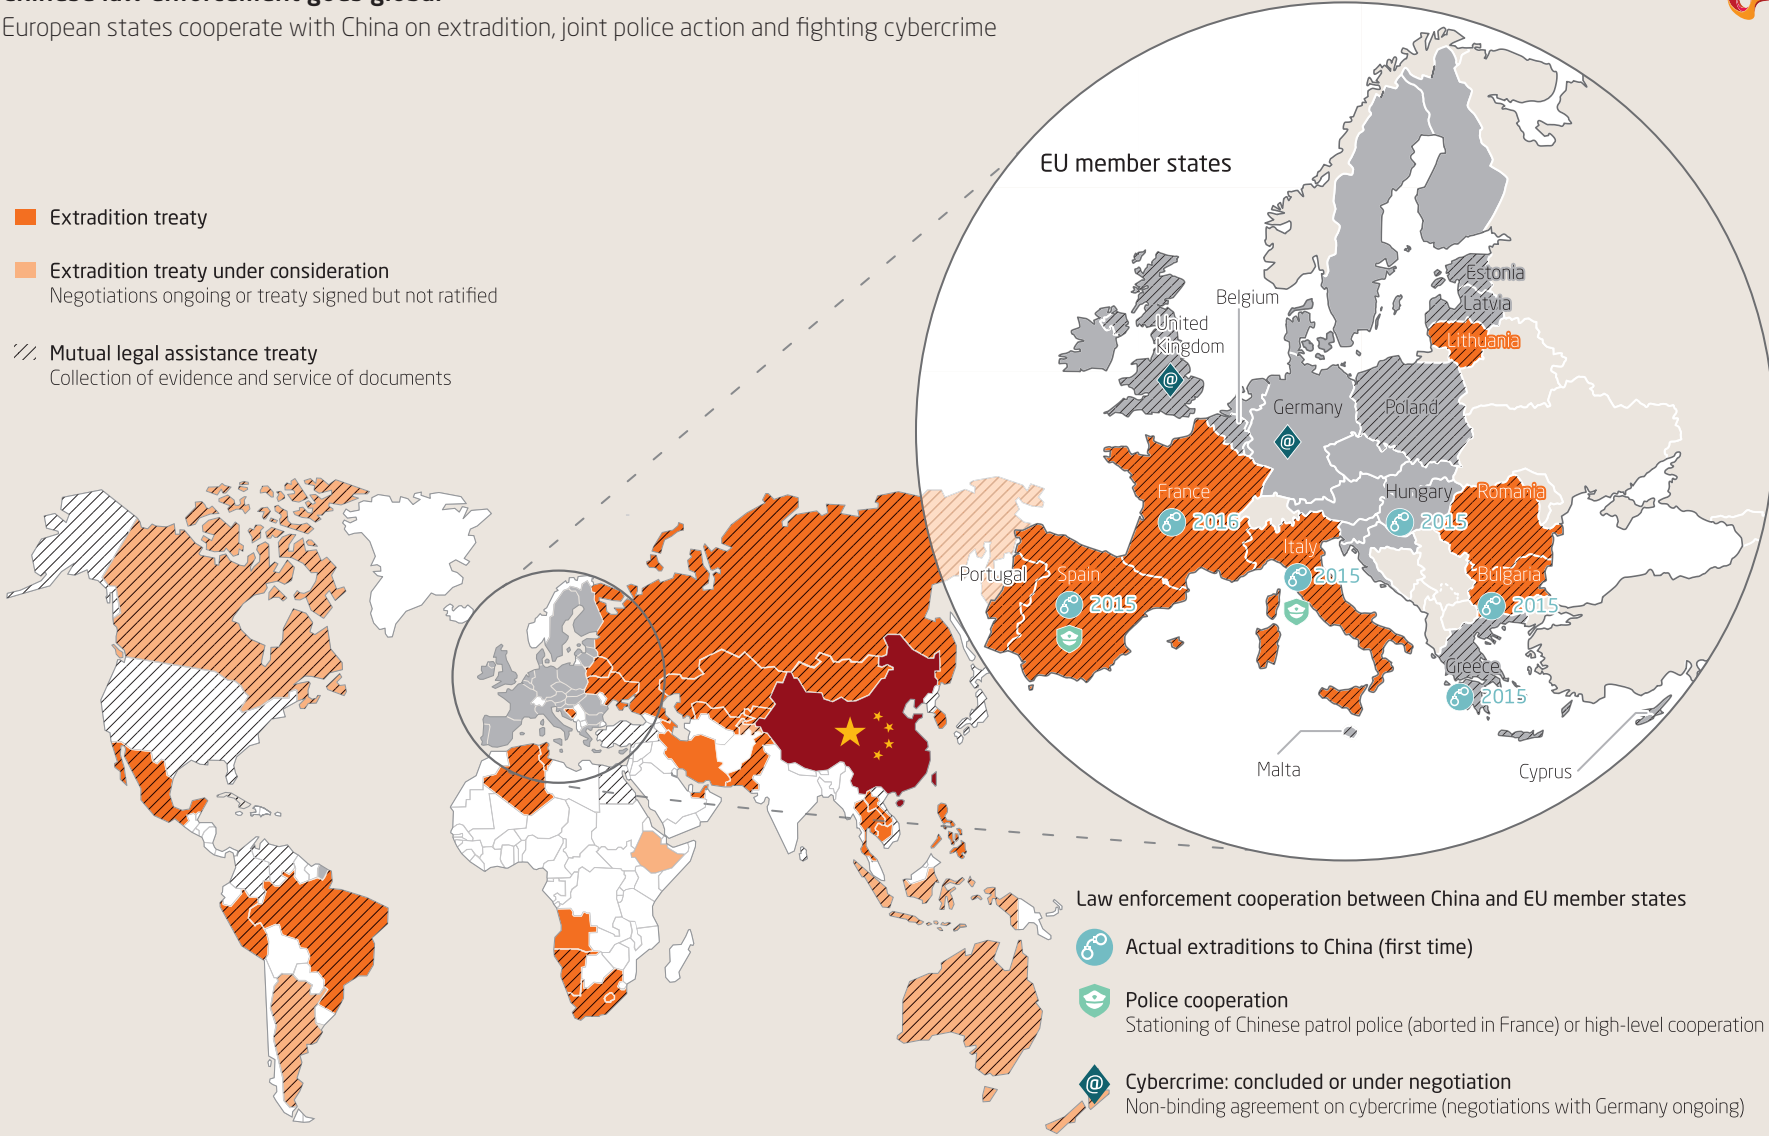 Chinese law enforcement goes global
European states cooperate with China on extradition, joint police action and fighting cybercrime
EU member states
Extradition treaty
Extradition treaty under consideration
Negotiations ongoing or treaty signed but not ratified
Mutual legal assistance treaty
Collection of evidence and service of documents
Estonia
Latvia
Lithuania
Belgium
United
Kingdom
@
Germany
@
Poland
France
2016
Hungary
2015
Romania
Italy
2015
Portugal
Spain
2015
Bulgaria
2015
Greece
2015
Malta
Cyprus
Law enforcement cooperation between China and EU member states
Actual extraditions to China (first time)
Police cooperation
Stationing of Chinese patrol police (aborted in France) or high-level cooperation
@
Cybercrime: concluded or under negotiation
Non-binding agreement on cybercrime (negotiations with Germany ongoing)